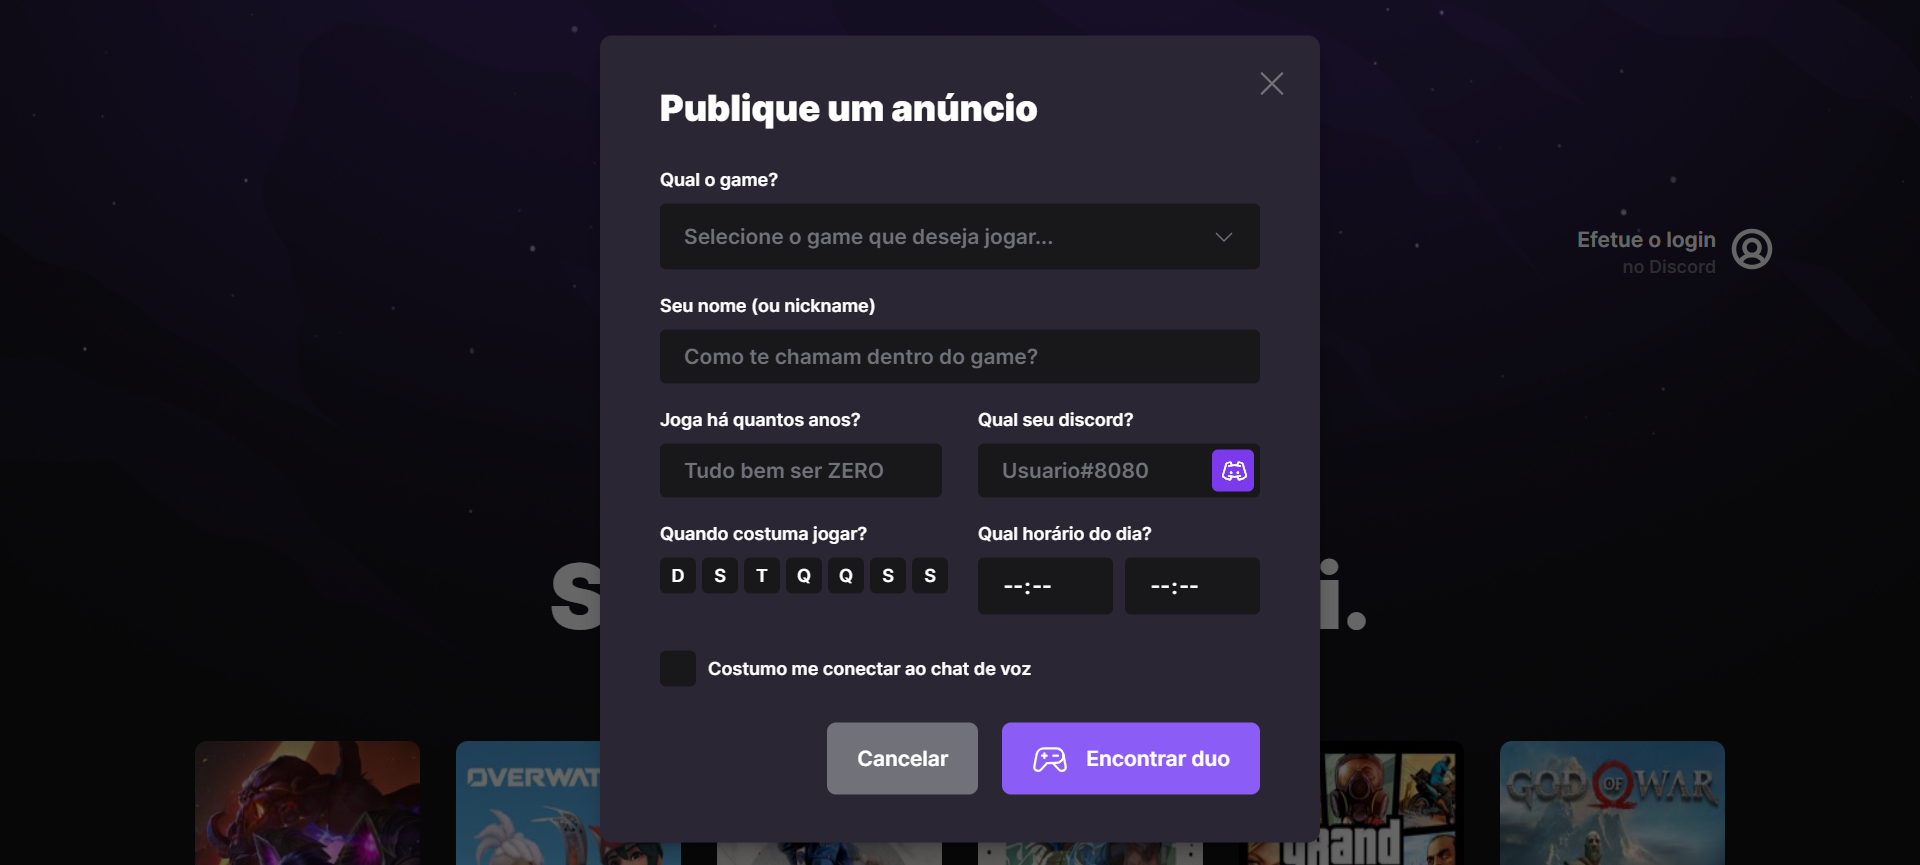 Publique um anúncio
Qual o game?
Selecione o game que deseja jogar...
Efetue o login
no Discord
Seu nome (ou nickname)
Como te chamam dentro do game?
Joga há quantos anos?
Qual seu discord?
Tudo bem ser ZERO
Usuario#8080
Quando costuma jogar?
Qual horário do dia?
D S T Q Q S S
--:-- --:--
S
i.
Costumo me conectar ao chat de voz
Cancelar
Encontrar duo
OVERWAT
GOD OF WAR
grand